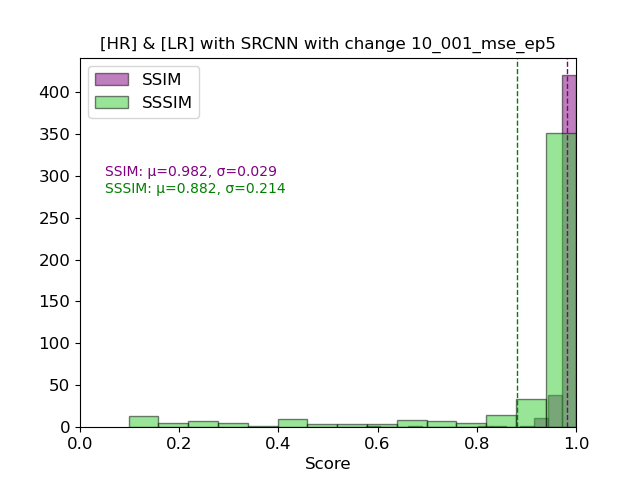 [HR] & [LR] with SRCNN with change 10_001_mse_ep5
SSIM
SSSIM
SSIM: μ=0.982, σ=0.029
SSSIM: μ=0.882, σ=0.214
400
350
300
250
200
150
100
50
0
0.0 0.2 0.4 0.6 0.8 1.0
Score